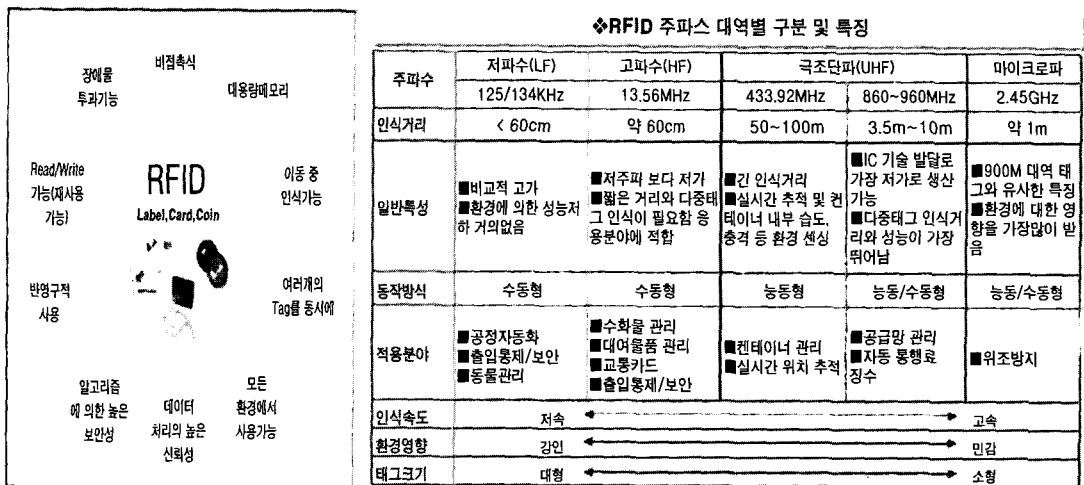 비접촉식
장애물
투과기능
대용량메모리
Read/Write
가능(재사용
가능)
RFID
Label,Card,Coin
이동 중
인식가능
반영구적
사용
여러개의
Tag를 동시에
알고리즘
에 의한 높은
보안성
데이터
처리의 높은
신뢰성
모든
환경에서
사용가능
❖RFID 주파스 대역별 구분 및 특징
주파수 저파수(LF) 고파수(HF) 극초단파(UHF) 마이크로파
125/134KHz 13.56MHz 433.92MHz 860~960MHz 2.45GHz
인식거리 < 60cm 약 60cm 50~100m 3.5m~10m 약 1m
일반특성
■비교적 고가
■환경에 의한 성능저
하 거의없음
■저주파 보다 저가
■짧은 거리와 다중태
그 인식이 필요함 응
용분야에 적합
■긴 인식거리
■실시간 추적 및 컨
테이너 내부 습도,
충격 등 환경 센싱
■IC 기술 발달로
가장 저가로 생산
가능
■다중태그 인식거
리와 성능이 가장
뛰어남
■900M 대역 태
그와 유사한 특징
■환경에 대한 영
향을 가장많이 받
음
동작방식 수동형 수동형 능동형 능동/수동형 능동/수동형
적용분야
■공정자동화
■출입통제/보안
■동물관리
■수화물 관리
■대여물품 관리
■교통카드
■출입통제/보안
■컨테이너 관리
■실시간 위치 추적
■공급망 관리
■자동 통행료
징수
■위조방지
인식속도 저속 고속
환경영향 강인 민감
태그크기 대형 소형